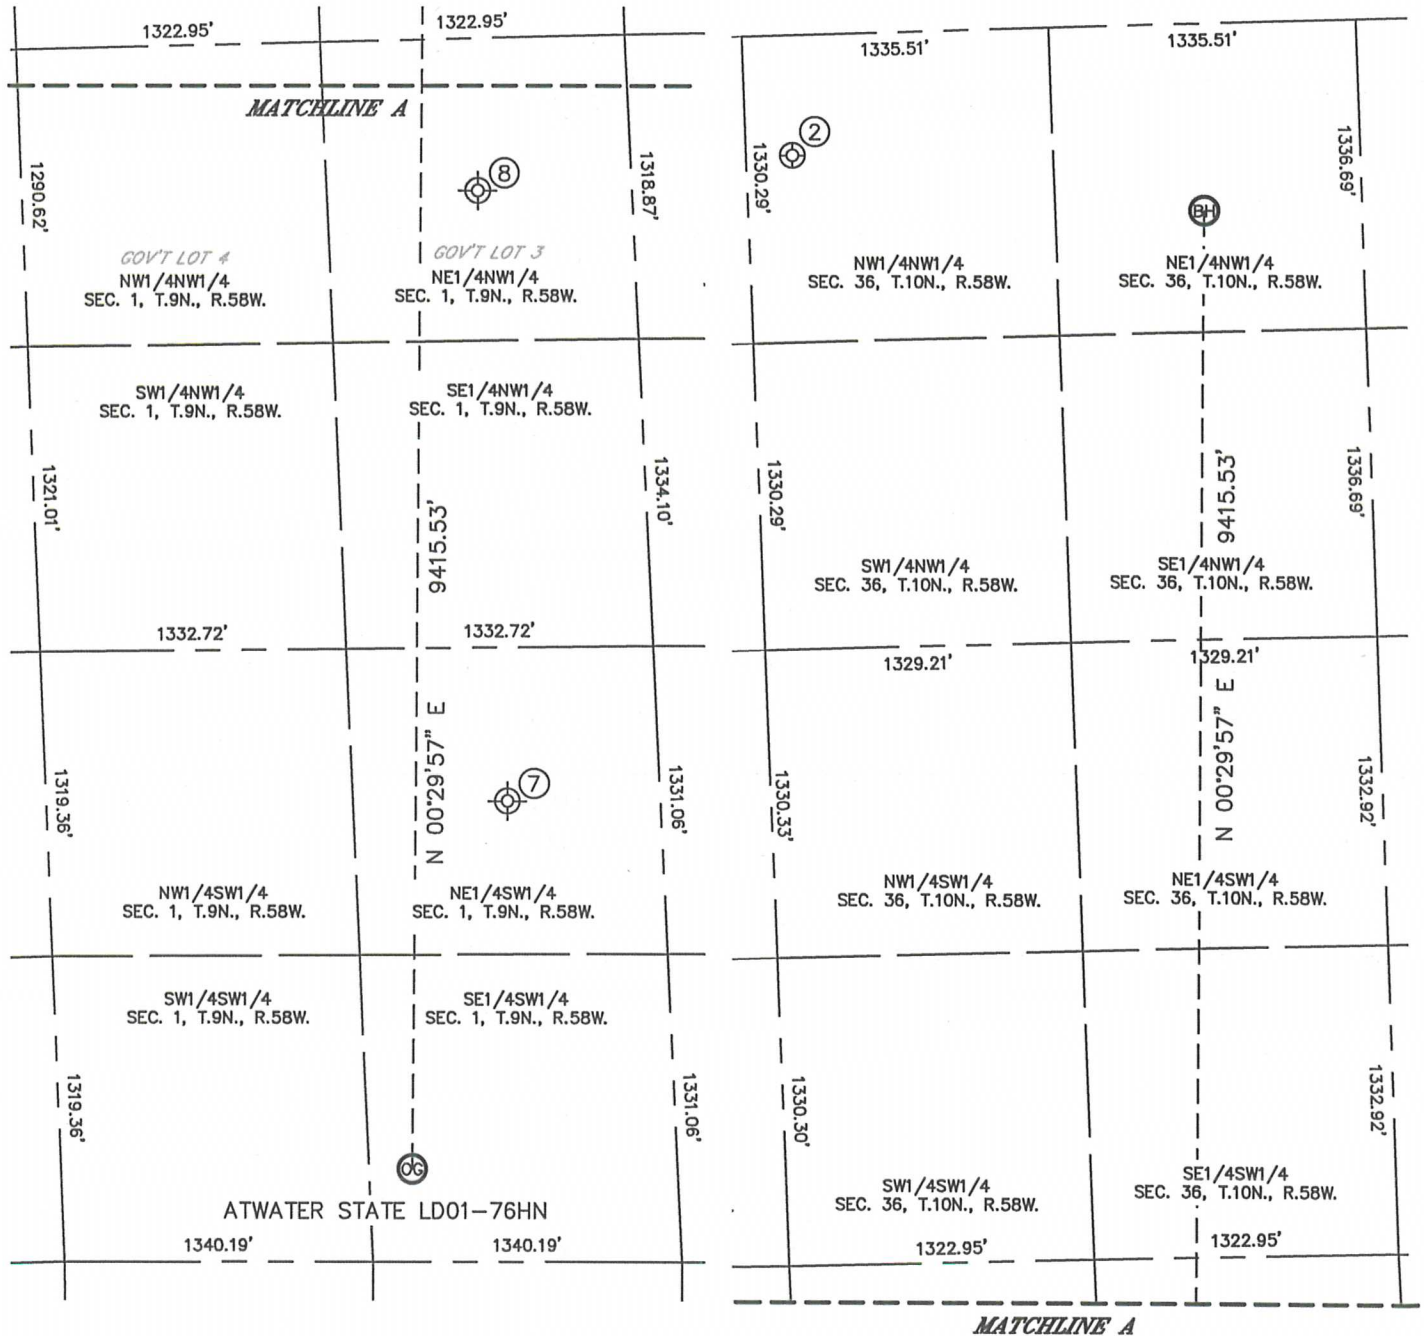 1322.95'
1322.95'
MATCHLINE A
8
1290.62'
1318.87'
GOV'T LOT 4
NW1/4NW1/4
SEC. 1, T.9N., R.58W.
GOV'T LOT 3
NE1/4NW1/4
SEC. 1, T.9N., R.58W.
SW1/4NW1/4
SEC. 1, T.9N., R.58W.
SE1/4NW1/4
SEC. 1, T.9N., R.58W.
1321.01'
9415.53'
1334.10'
1332.72'
1332.72'
N 00°29'57" E
7
1319.36'
1331.06'
NW1/4SW1/4
SEC. 1, T.9N., R.58W.
NE1/4SW1/4
SEC. 1, T.9N., R.58W.
SW1/4SW1/4
SEC. 1, T.9N., R.58W.
SE1/4SW1/4
SEC. 1, T.9N., R.58W.
1319.36'
1331.06'
OG
ATWATER STATE LD01-76HN
1340.19'
1340.19'
1335.51'
1335.51'
2
1330.29'
1336.69'
BH
NW1/4NW1/4
SEC. 36, T.10N., R.58W.
NE1/4NW1/4
SEC. 36, T.10N., R.58W.
1330.29'
9415.53'
1336.69'
SW1/4NW1/4
SEC. 36, T.10N., R.58W.
SE1/4NW1/4
SEC. 36, T.10N., R.58W.
1329.21'
1329.21'
N 00°29'57" E
1330.33'
1332.92'
NW1/4SW1/4
SEC. 36, T.10N., R.58W.
NE1/4SW1/4
SEC. 36, T.10N., R.58W.
1330.30'
1332.92'
SW1/4SW1/4
SEC. 36, T.10N., R.58W.
SE1/4SW1/4
SEC. 36, T.10N., R.58W.
1322.95'
1322.95'
MATCHLINE A